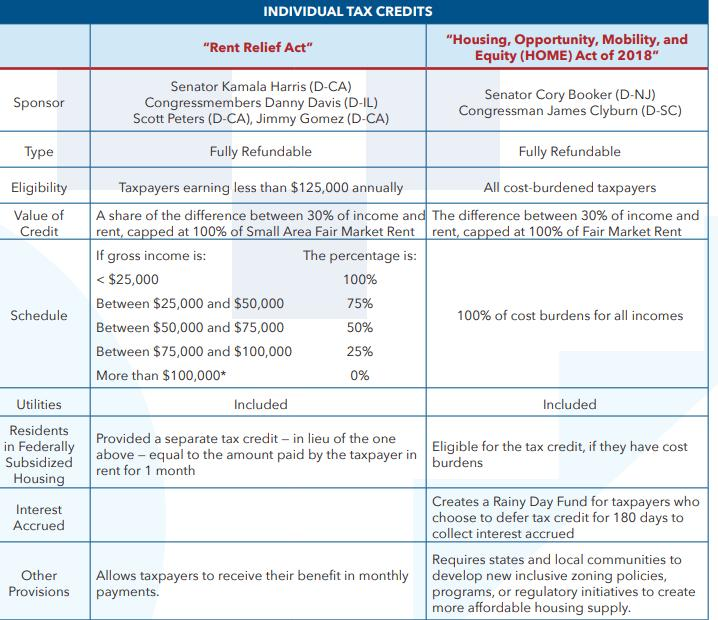 INDIVIDUAL TAX CREDITS
"Rent Relief Act"
"Housing, Opportunity, Mobility, and
Equity (HOME) Act of 2018"
Sponsor
Senator Kamala Harris (D-CA)
Congressmembers Danny Davis (D-IL)
Scott Peters (D-CA), Jimmy Gomez (D-CA)
Senator Cory Booker (D-NJ)
Congressman James Clyburn (D-SC)
Type
Fully Refundable
Fully Refundable
Eligibility
Taxpayers earning less than $125,000 annually
All cost-burdened taxpayers
Value of
Credit
A share of the difference between 30% of income and
rent, capped at 100% of Small Area Fair Market Rent
The difference between 30% of income and
rent, capped at 100% of Fair Market Rent
Schedule
If gross income is: The percentage is:
< $25,000 100%
Between $25,000 and $50,000 75%
Between $50,000 and $75,000 50%
Between $75,000 and $100,000 25%
More than $100,000* 0%
100% of cost burdens for all incomes
Utilities
Included
Included
Residents
in Federally
Subsidized
Housing
Provided a separate tax credit – in lieu of the one
above – equal to the amount paid by the taxpayer in
rent for 1 month
Eligible for the tax credit, if they have cost
burdens
Interest
Accrued
Creates a Rainy Day Fund for taxpayers who
choose to defer tax credit for 180 days to
collect interest accrued
Other
Provisions
Allows taxpayers to receive their benefit in monthly
payments.
Requires states and local communities to
develop new inclusive zoning policies,
programs, or regulatory initiatives to create
more affordable housing supply.